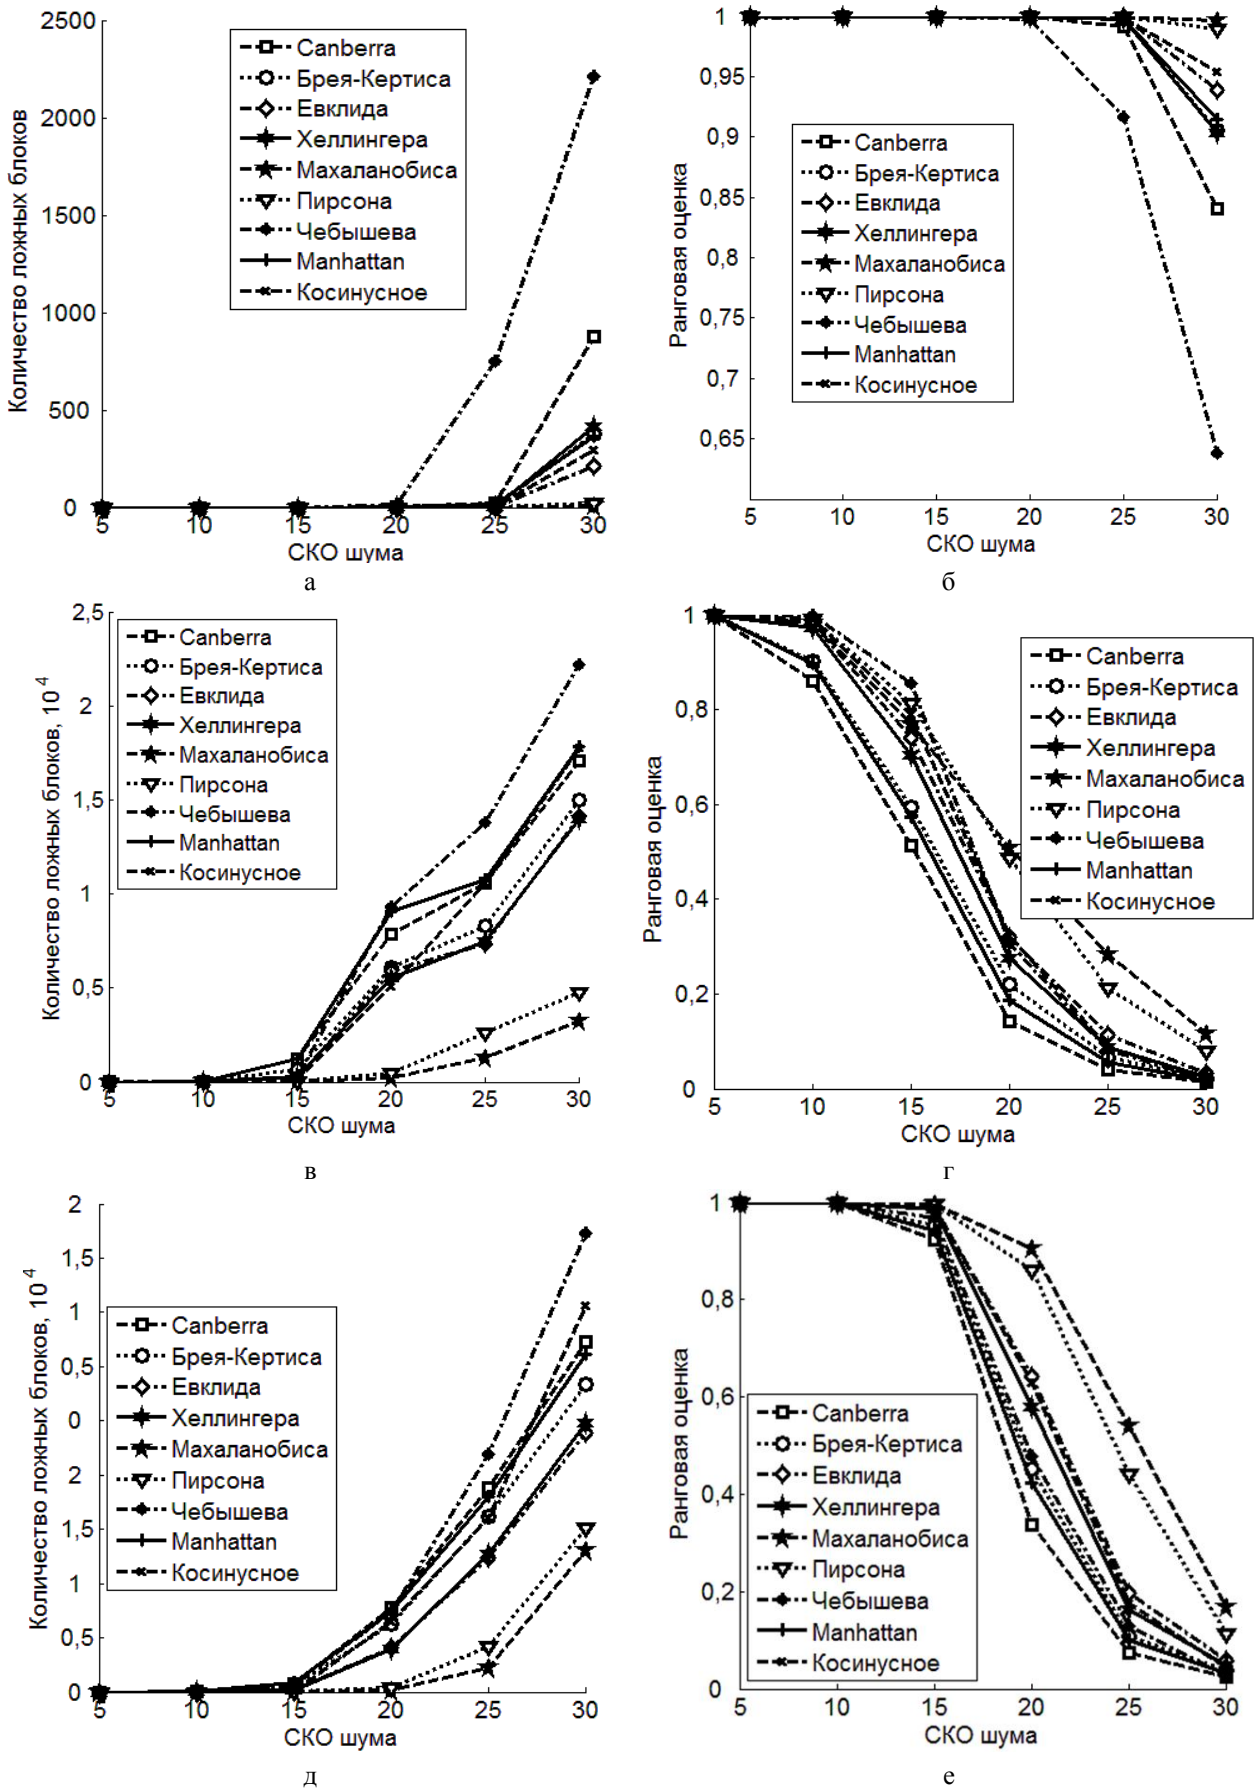 2500
2000
1500
1000
500
0
5 10 15 20 25 30
Количество ложных блоков
СКО шума
Canberra
Брея-Кертиса
Евклида
Хеллингера
Махаланобиса
Пирсона
Чебышева
Manhattan
Косинусное
а
1
0,95
0,9
0,85
0,8
0,75
0,7
0,65
5 10 15 20 25 30
Ранговая оценка
СКО шума
Canberra
Брея-Кертиса
Евклида
Хеллингера
Махаланобиса
Пирсона
Чебышева
Manhattan
Косинусное
б
2,5
2
1,5
1
0,5
0
5 10 15 20 25 30
Количество ложных блоков, 10 4
СКО шума
Canberra
Брея-Кертиса
Евклида
Хеллингера
Махаланобиса
Пирсона
Чебышева
Manhattan
Косинусное
в
1
0,8
0,6
0,4
0,2
0
5 10 15 20 25 30
Ранговая оценка
СКО шума
Canberra
Брея-Кертиса
Евклида
Хеллингера
Махаланобиса
Пирсона
Чебышева
Manhattan
Косинусное
г
2
1,5
1
0,5
0
2
1,5
1
0,5
0
5 10 15 20 25 30
Количество ложных блоков, 10 4
СКО шума
Canberra
Брея-Кертиса
Евклида
Хеллингера
Махаланобиса
Пирсона
Чебышева
Manhattan
Косинусное
д
1
0,8
0,6
0,4
0,2
0
5 10 15 20 25 30
Ранговая оценка
СКО шума
Canberra
Брея-Кертиса
Евклида
Хеллингера
Махаланобиса
Пирсона
Чебышева
Manhattan
Косинусное
е